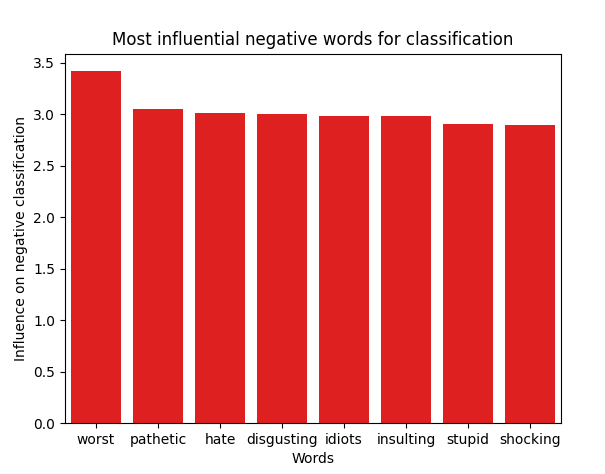 Most influential negative words for classification
Influence on negative classification
3.5
3.0
2.5
2.0
1.5
1.0
0.5
0.0
worst pathetic hate disgusting idiots insulting stupid shocking
Words